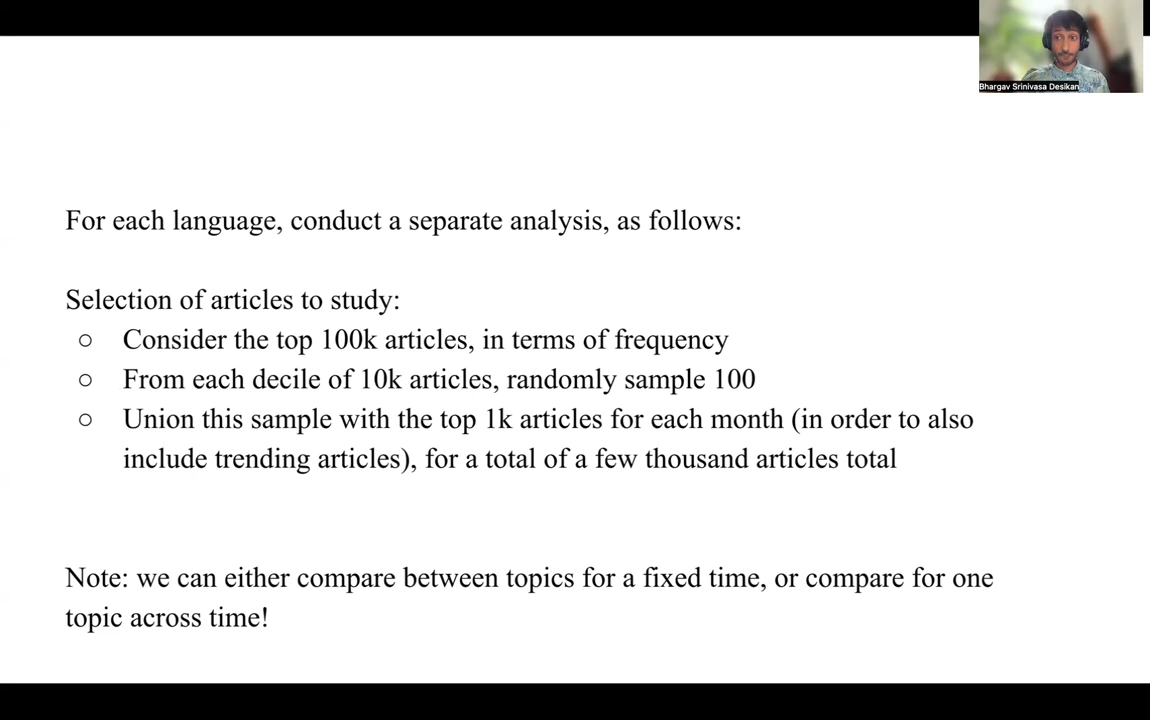 Bhargav Srinivasa Desikan
For each language, conduct a separate analysis, as follows:
Selection of articles to study:
○ Consider the top 100k articles, in terms of frequency
○ From each decile of 10k articles, randomly sample 100
○ Union this sample with the top 1k articles for each month (in order to also
include trending articles), for a total of a few thousand articles total
Note: we can either compare between topics for a fixed time, or compare for one
topic across time!